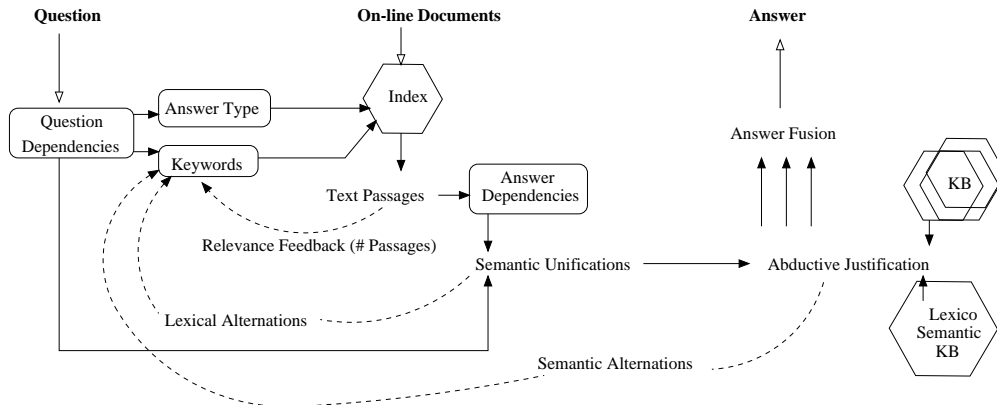 Question
On-line Documents
Answer
Answer Type
Index
Question
Dependencies
Answer Fusion
Keywords
KB
Text Passages
Answer
Dependencies
Relevance Feedback (# Passages)
Semantic Unifications
Abductive Justification
Lexical Alternations
Lexico
Semantic
KB
Semantic Alternations